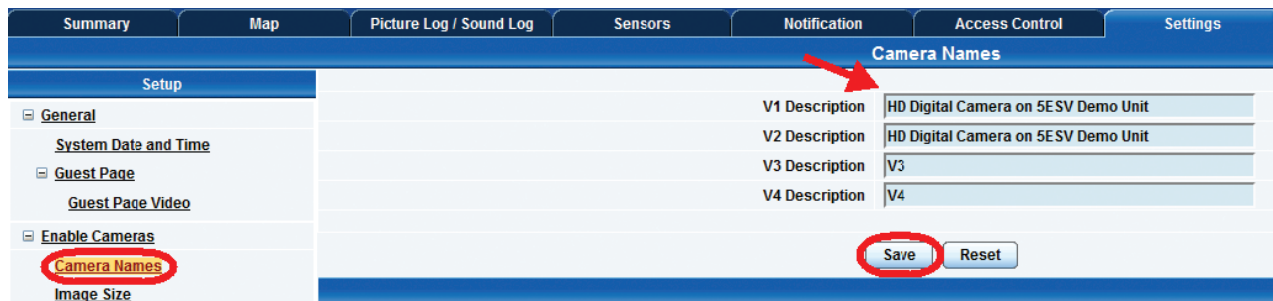 Summary Map Picture Log / Sound Log Sensors Notification Access Control Settings
Camera Names
Setup
General
System Date and Time
Guest Page
Guest Page Video
Enable Cameras
Camera Names
Image Size
V1 Description HD Digital Camera on 5ESV Demo Unit
V2 Description HD Digital Camera on 5ESV Demo Unit
V3 Description V3
V4 Description V4
Save Reset